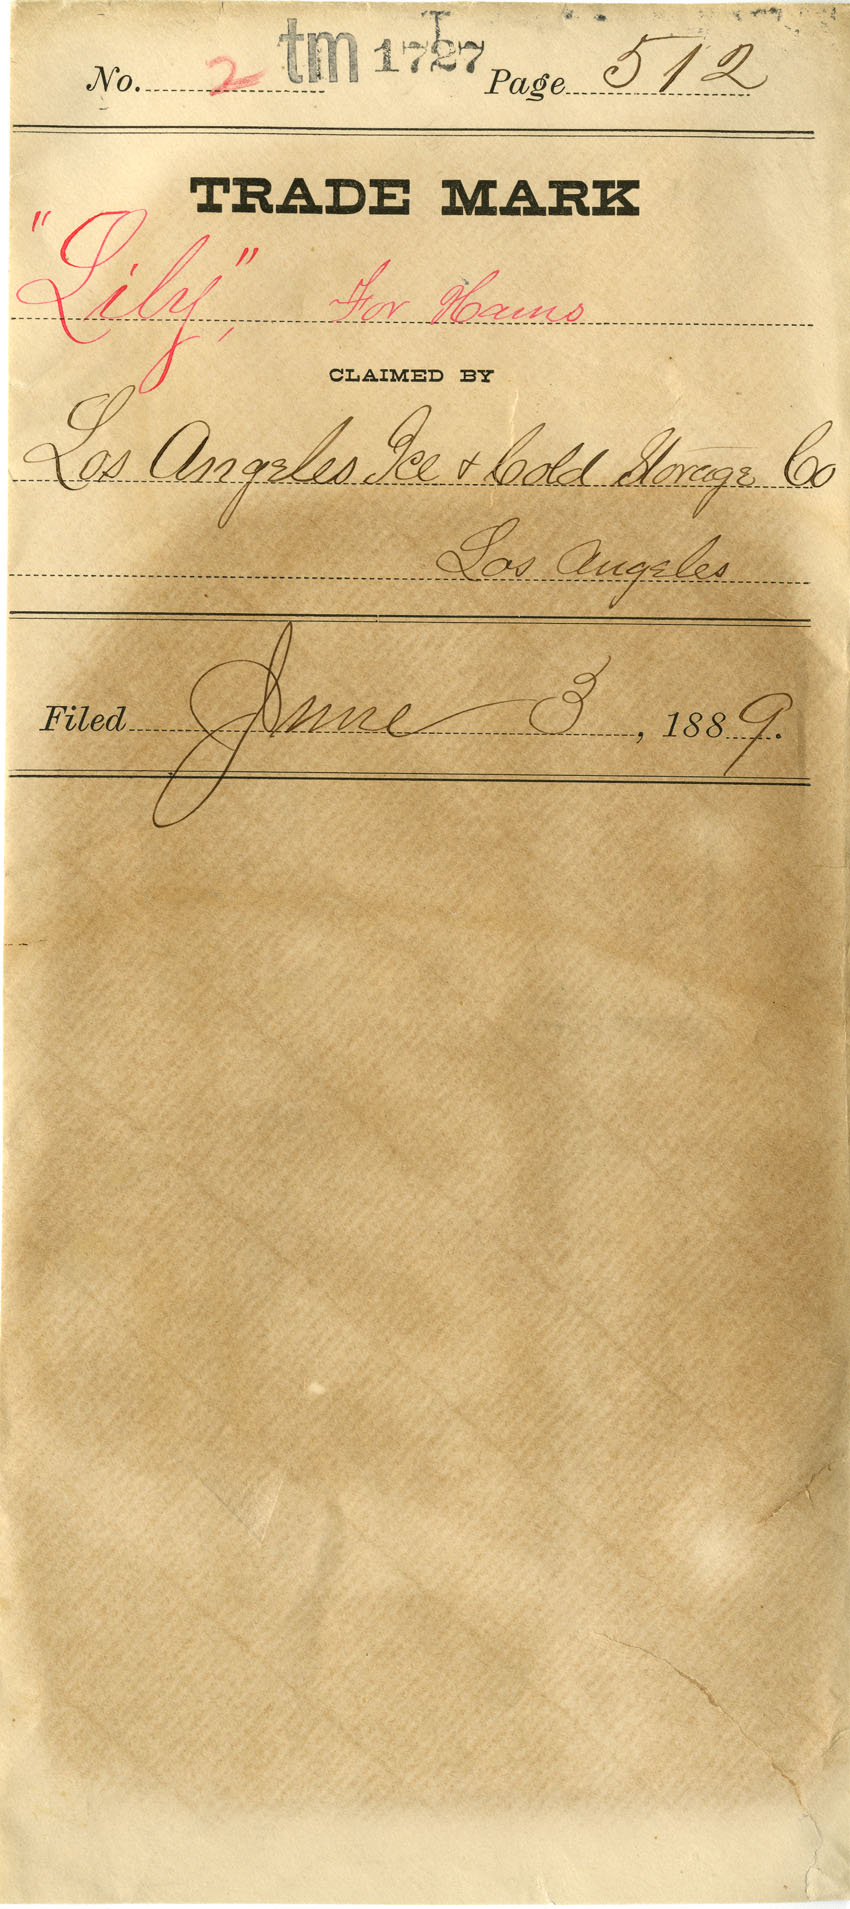 No. 2 tm 1727 Page 512
TRADE MARK
"Lily", For Hams
CLAIMED BY
Los Angeles Ice & Cold Storage Co
Los Angeles
Filed June 3, 1889.